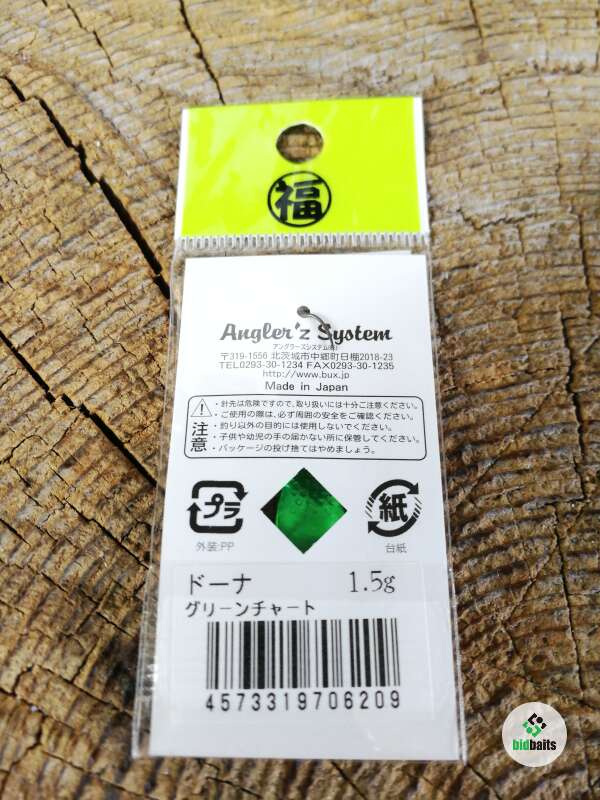 福
Angler'z System
アングラーズシステム(有)
〒319-1556 北茨城市中郷町日棚2018-23
TEL0293-30-1234 FAX0293-30-1235
http://www.bux.jp
Made in Japan
注意
・針先は危険ですので、取り扱いには十分ご注意ください。
・ご使用の際は、必ず周囲の安全をご確認ください。
・釣り以外の目的には使用しないでください。
・子供や幼児の手の届かない所に保管してください。
・パッケージの投げ捨てはやめましょう。
プラ
紙
外装:PP
台紙
ドーナ 1.5g
グリーンチャート
4573319706209
bidbaits